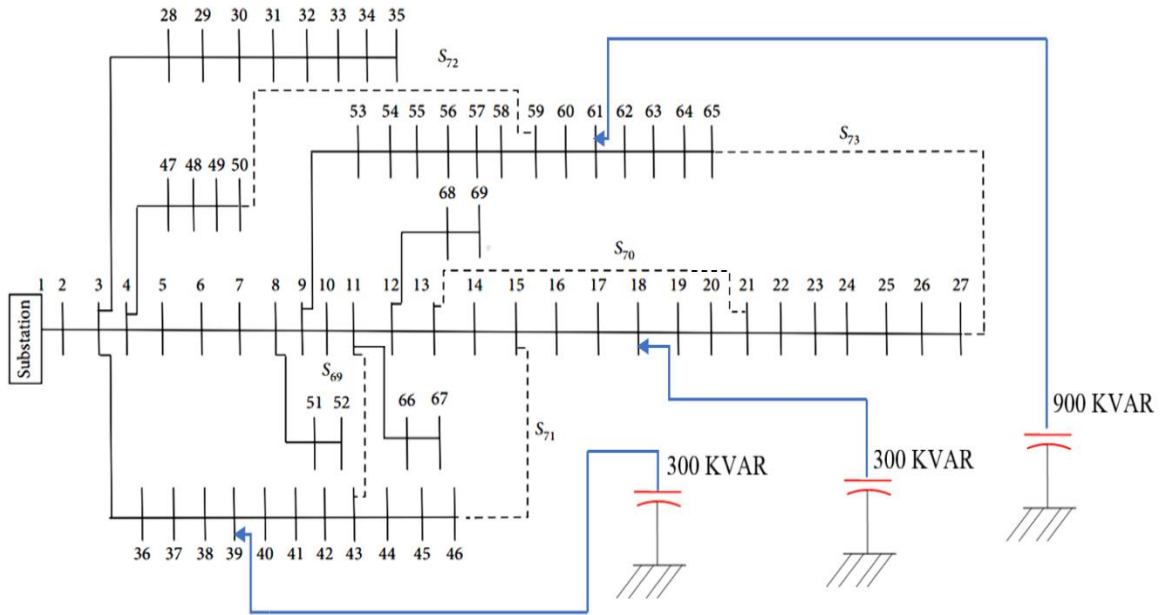 28 29 30 31 32 33 34 35
S72
53 54 55 56 57 58 59 60 61 62 63 64 65
S73
47 48 49 50
68 69
S70
1 2 3 4 5 6 7 8 9 10 11 12 13 14 15 16 17 18 19 20 21 22 23 24 25 26 27
Substation
S69
51 52
66 67
S71
900 KVAR
300 KVAR
300 KVAR
36 37 38 39 40 41 42 43 44 45 46